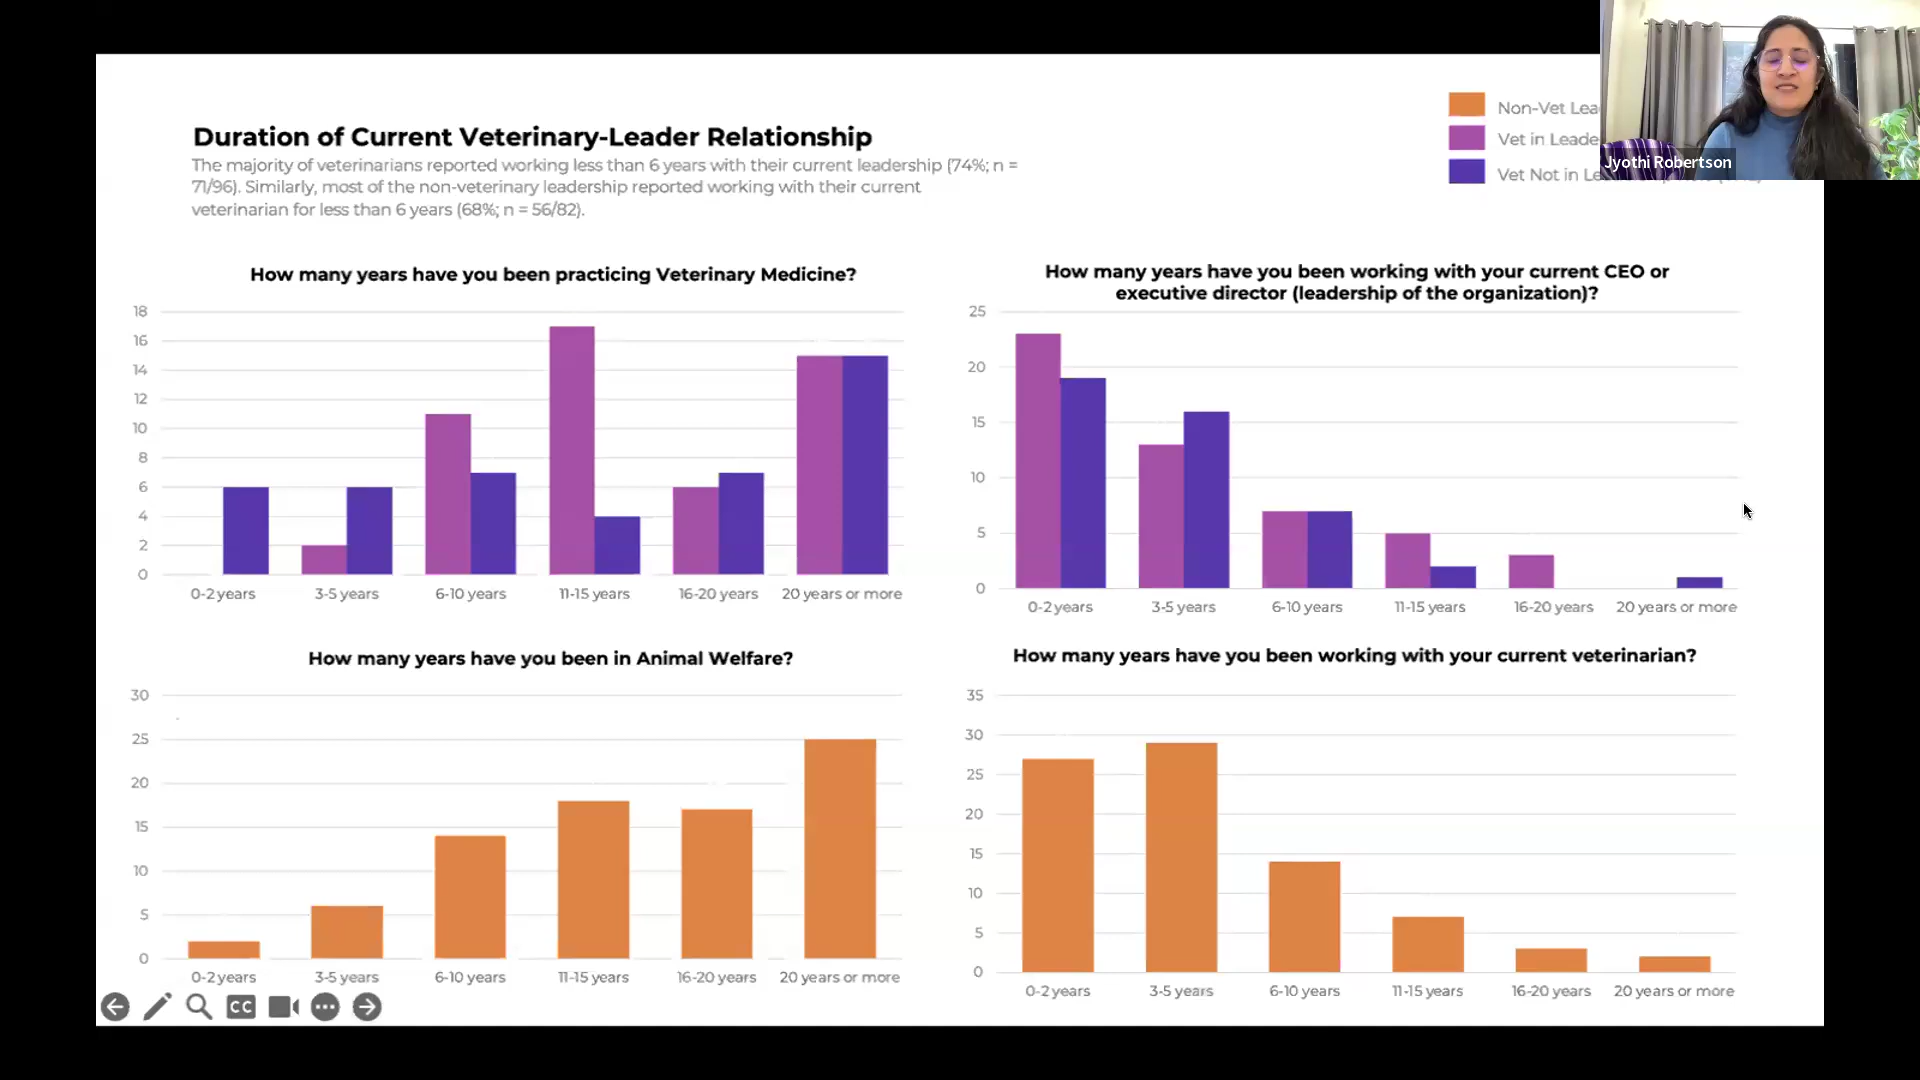 Duration of Current Veterinary-Leader Relationship
The majority of veterinarians reported working less than 6 years with their current leadership (74%; n =
71/96). Similarly, most of the non-veterinary leadership reported working with their current
veterinarian for less than 6 years (68%; n = 56/82).
Non-Vet
Vet in
Vet Not in
Jyothi Robertson
How many years have you been practicing Veterinary Medicine?
18
16
14
12
10
8
6
4
2
0
0-2 years 3-5 years 6-10 years 11-15 years 16-20 years 20 years or more
How many years have you been working with your current CEO or
executive director (leadership of the organization)?
25
20
15
10
5
0
0-2 years 3-5 years 6-10 years 11-15 years 16-20 years 20 years or more
How many years have you been in Animal Welfare?
30
25
20
15
10
5
0
0-2 years 3-5 years 6-10 years 11-15 years 16-20 years 20 years or more
How many years have you been working with your current veterinarian?
35
30
25
20
15
10
5
0
0-2 years 3-5 years 6-10 years 11-15 years 16-20 years 20 years or more
CC